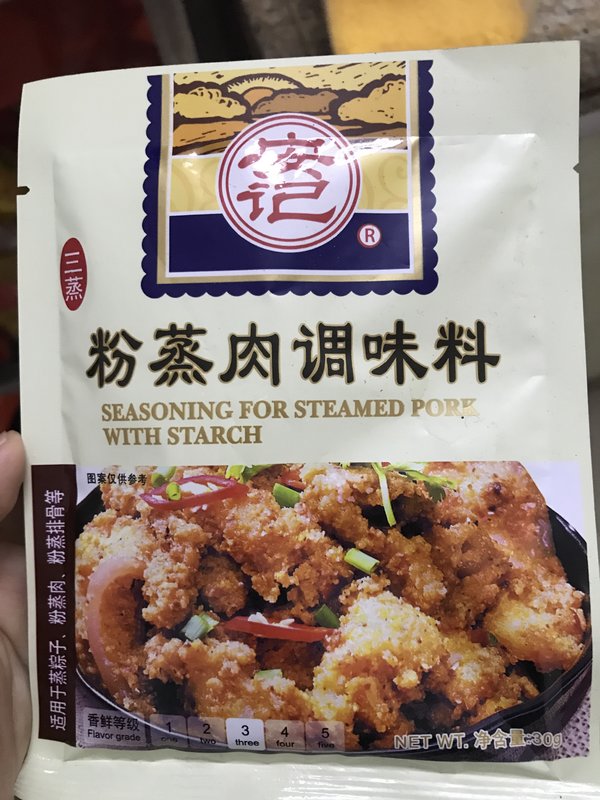 安记
®
三蒸
粉蒸肉调味料
SEASONING FOR STEAMED PORK
WITH STARCH
图案仅供参考
适用于蒸粽子、粉蒸肉、粉蒸排骨等
香鲜等级
Flavor grade
1 2 3 4 5
one two three four five
NET WT. 净含量:30g